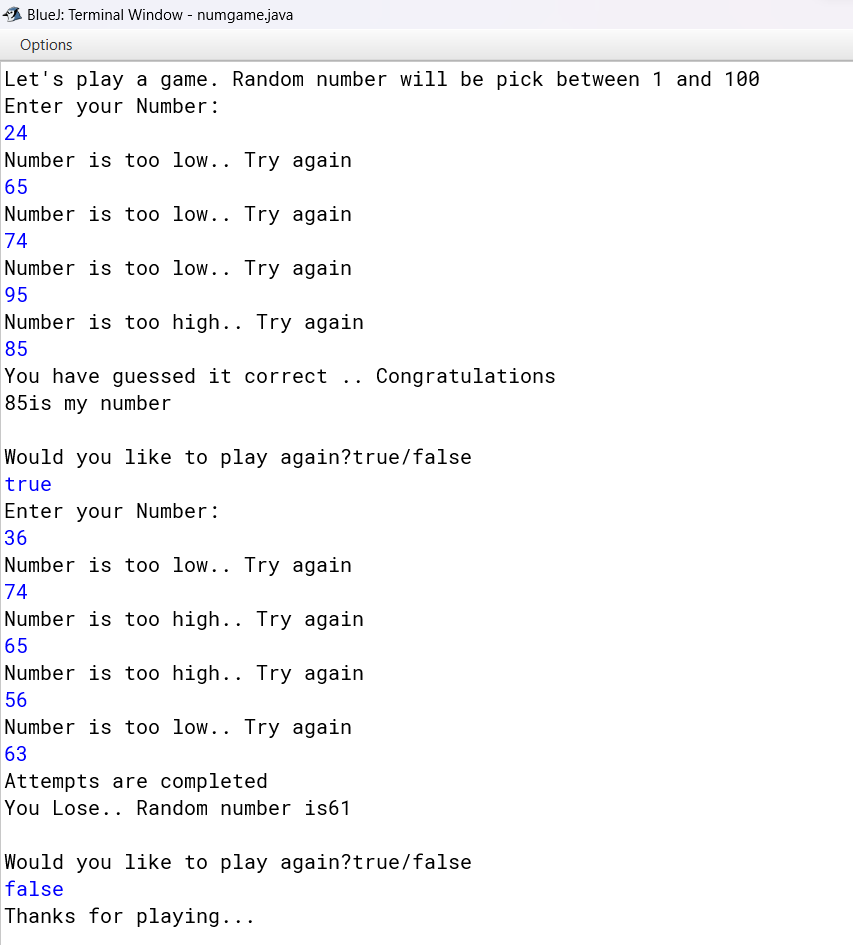 BlueJ: Terminal Window - numgame.java
Options
Let's play a game. Random number will be pick between 1 and 100
Enter your Number:
24
Number is too low.. Try again
65
Number is too low.. Try again
74
Number is too low.. Try again
95
Number is too high.. Try again
85
You have guessed it correct .. Congratulations
85is my number

Would you like to play again?true/false
true
Enter your Number:
36
Number is too low.. Try again
74
Number is too high.. Try again
65
Number is too high.. Try again
56
Number is too low.. Try again
63
Attempts are completed
You Lose.. Random number is61

Would you like to play again?true/false
false
Thanks for playing...